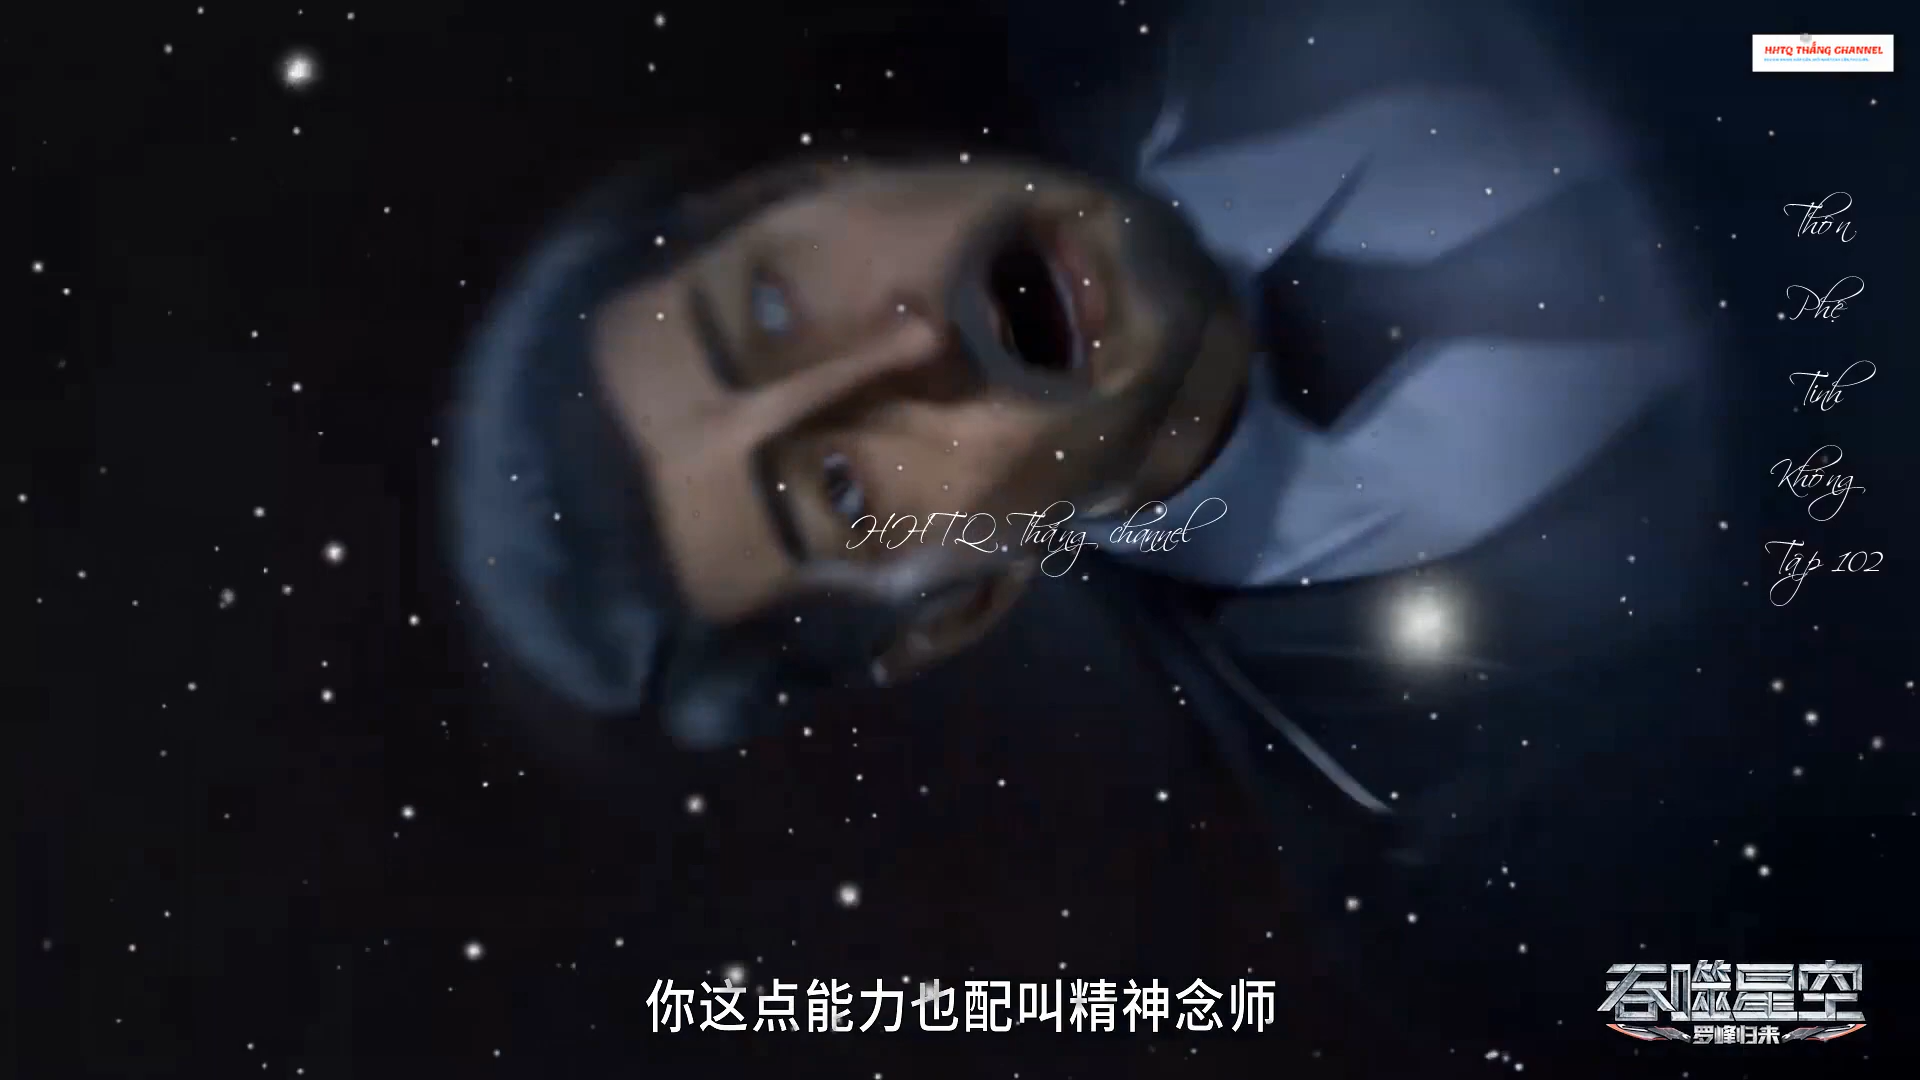 HHTQ THẮNG CHANNEL
Thôn
Phệ
Tinh
Không
Tập 102
HHTQ Thắng channel
你这点能力也配叫精神念师
吞噬星空
罗峰归来